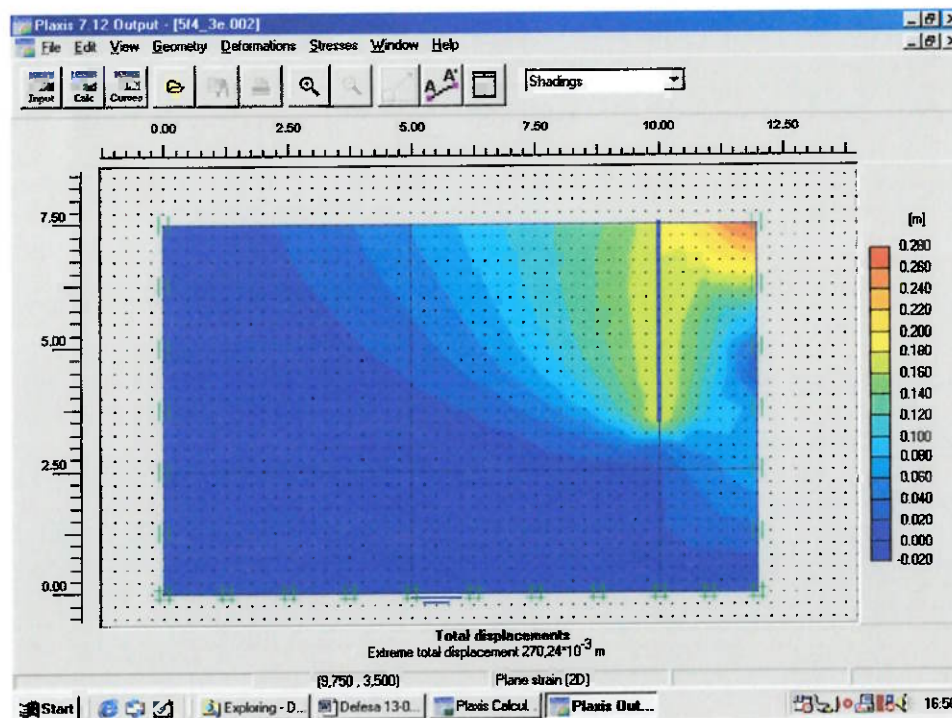 Plaxis 7.12 Output - [5f4_3e.002]
File Edit View Geometry Deformations Stresses Window Help
Input Calc Curves Shadings
0.00 2.50 5.00 7.50 10.00 12.50
7.50
5.00
2.50
0.00
[m]
0.280
0.260
0.240
0.220
0.200
0.180
0.160
0.140
0.120
0.100
0.080
0.060
0.040
0.020
0.000
-0.020
Total displacements
Extreme total displacement 270,24*10-3 m
(9,750 , 3,500) Plane strain [2D]
Start Exploring - D... Defesa 13-0... Plaxis Calcul... Plaxis Out...